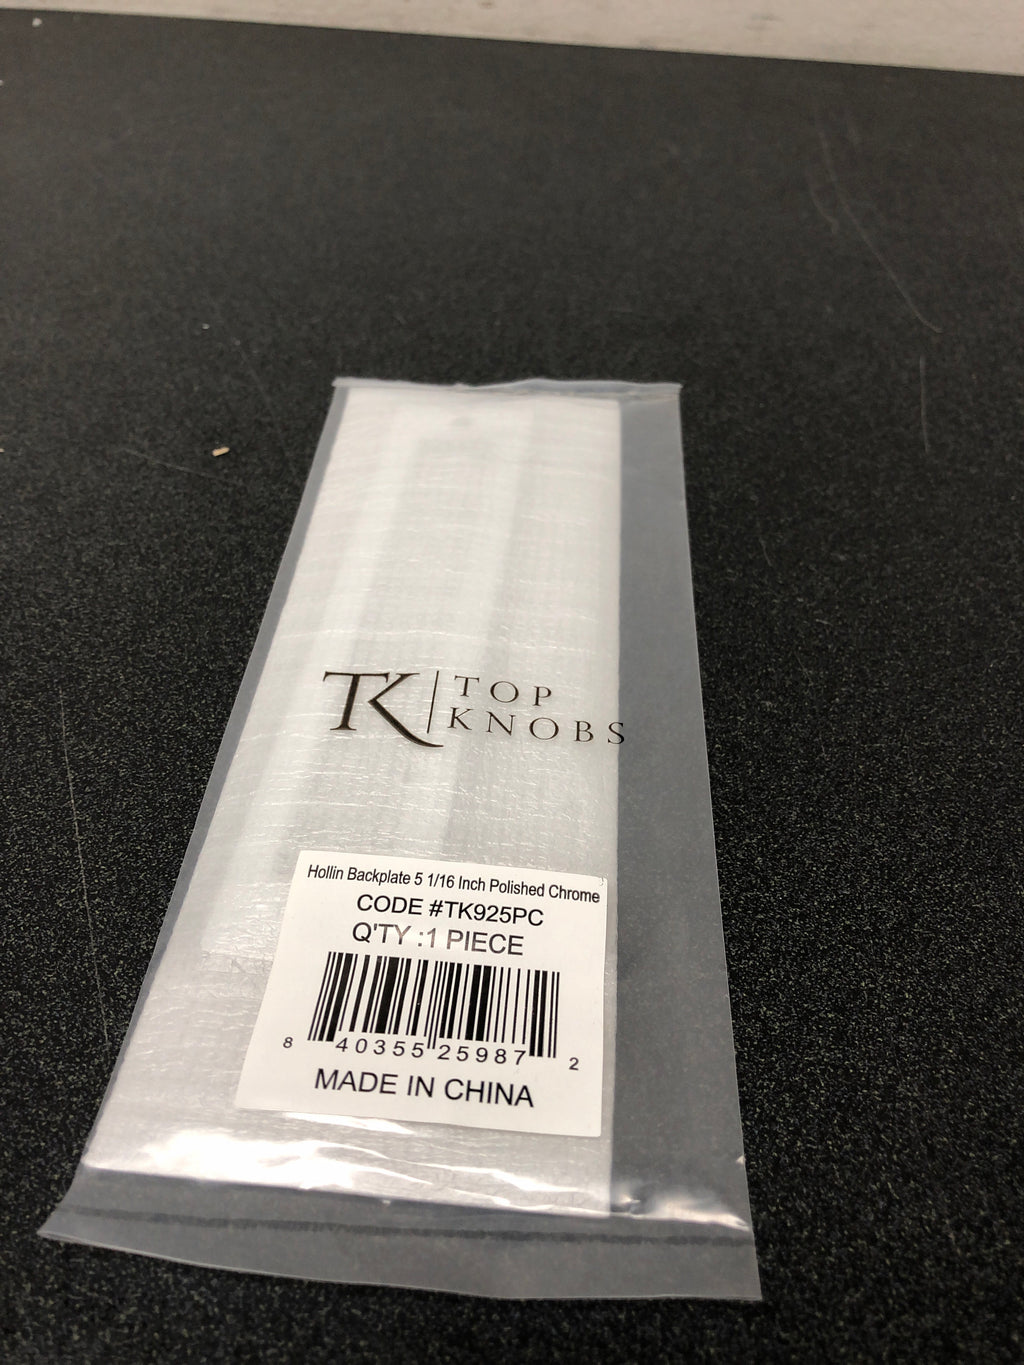 TK TOP
KNOBS
Hollin Backplate 5 1/16 Inch Polished Chrome
CODE #TK925PC
Q'TY :1 PIECE
8 40355 25987 2
MADE IN CHINA